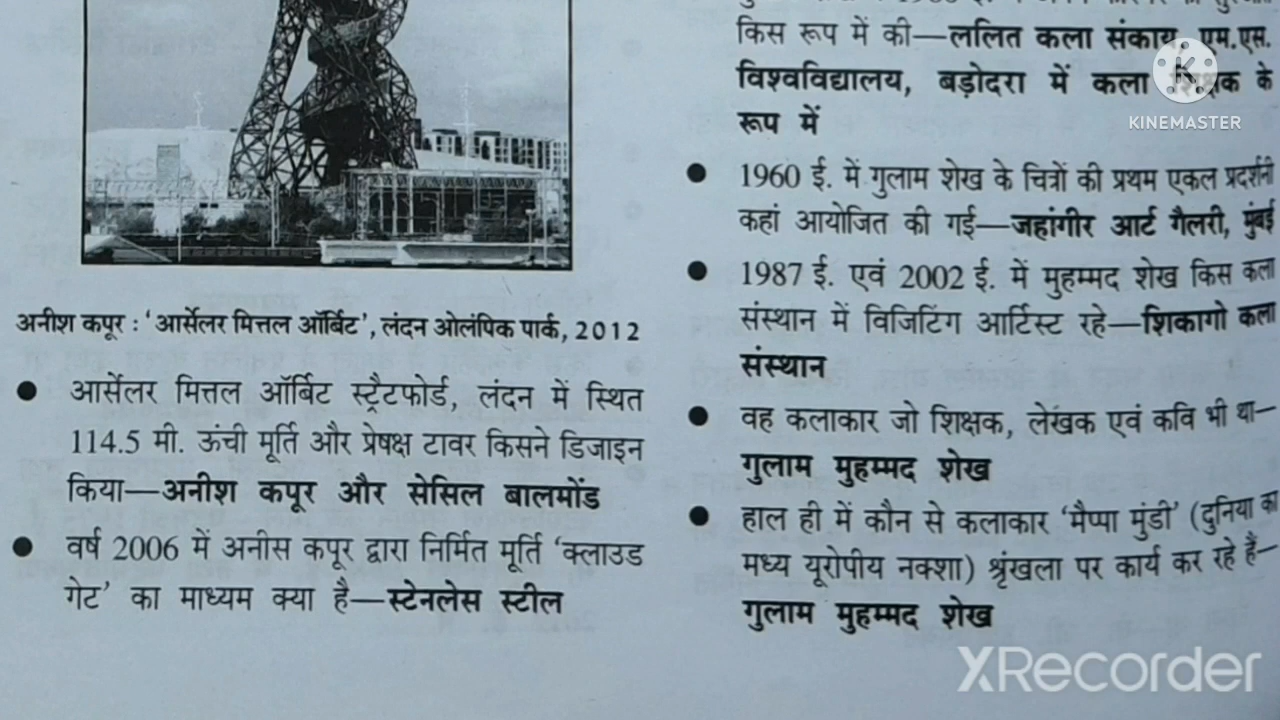 अनीश कपूर : 'आर्सेलर मित्तल ऑर्बिट', लंदन ओलंपिक पार्क, 2012
● आर्सेलर मित्तल ऑर्बिट स्ट्रैटफोर्ड, लंदन में स्थित
114.5 मी. ऊंची मूर्ति और प्रेषक्ष टावर किसने डिजाइन
किया—अनीश कपूर और सेसिल बालमोंड
● वर्ष 2006 में अनीस कपूर द्वारा निर्मित मूर्ति 'क्लाउड
गेट' का माध्यम क्या है—स्टेनलेस स्टील
किस रूप में की—ललित कला संकाय, एम.एस.
विश्वविद्यालय, बड़ोदरा में कला शिक्षक के
रूप में
● 1960 ई. में गुलाम शेख के चित्रों की प्रथम एकल प्रदर्शनी
कहां आयोजित की गई—जहांगीर आर्ट गैलरी, मुंबई
● 1987 ई. एवं 2002 ई. में मुहम्मद शेख किस कला
संस्थान में विजिटिंग आर्टिस्ट रहे—शिकागो कला
संस्थान
● वह कलाकार जो शिक्षक, लेखक एवं कवि भी था—
गुलाम मुहम्मद शेख
● हाल ही में कौन से कलाकार 'मैप्पा मुंडी' (दुनिया का
मध्य यूरोपीय नक्शा) श्रृंखला पर कार्य कर रहे हैं—
गुलाम मुहम्मद शेख
K
KINEMASTER
XRecorder